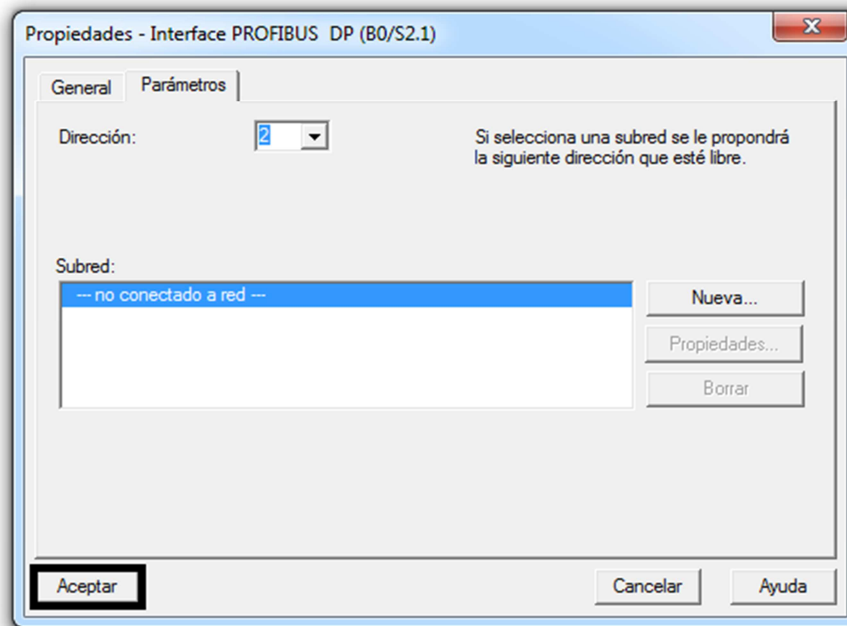 Propiedades - Interface PROFIBUS DP (B0/S2.1)
General Parámetros
Dirección: 2
Si selecciona una subred se le propondrá
la siguiente dirección que esté libre.
Subred:
--- no conectado a red ---
Nueva...
Propiedades...
Borrar
Aceptar Cancelar Ayuda